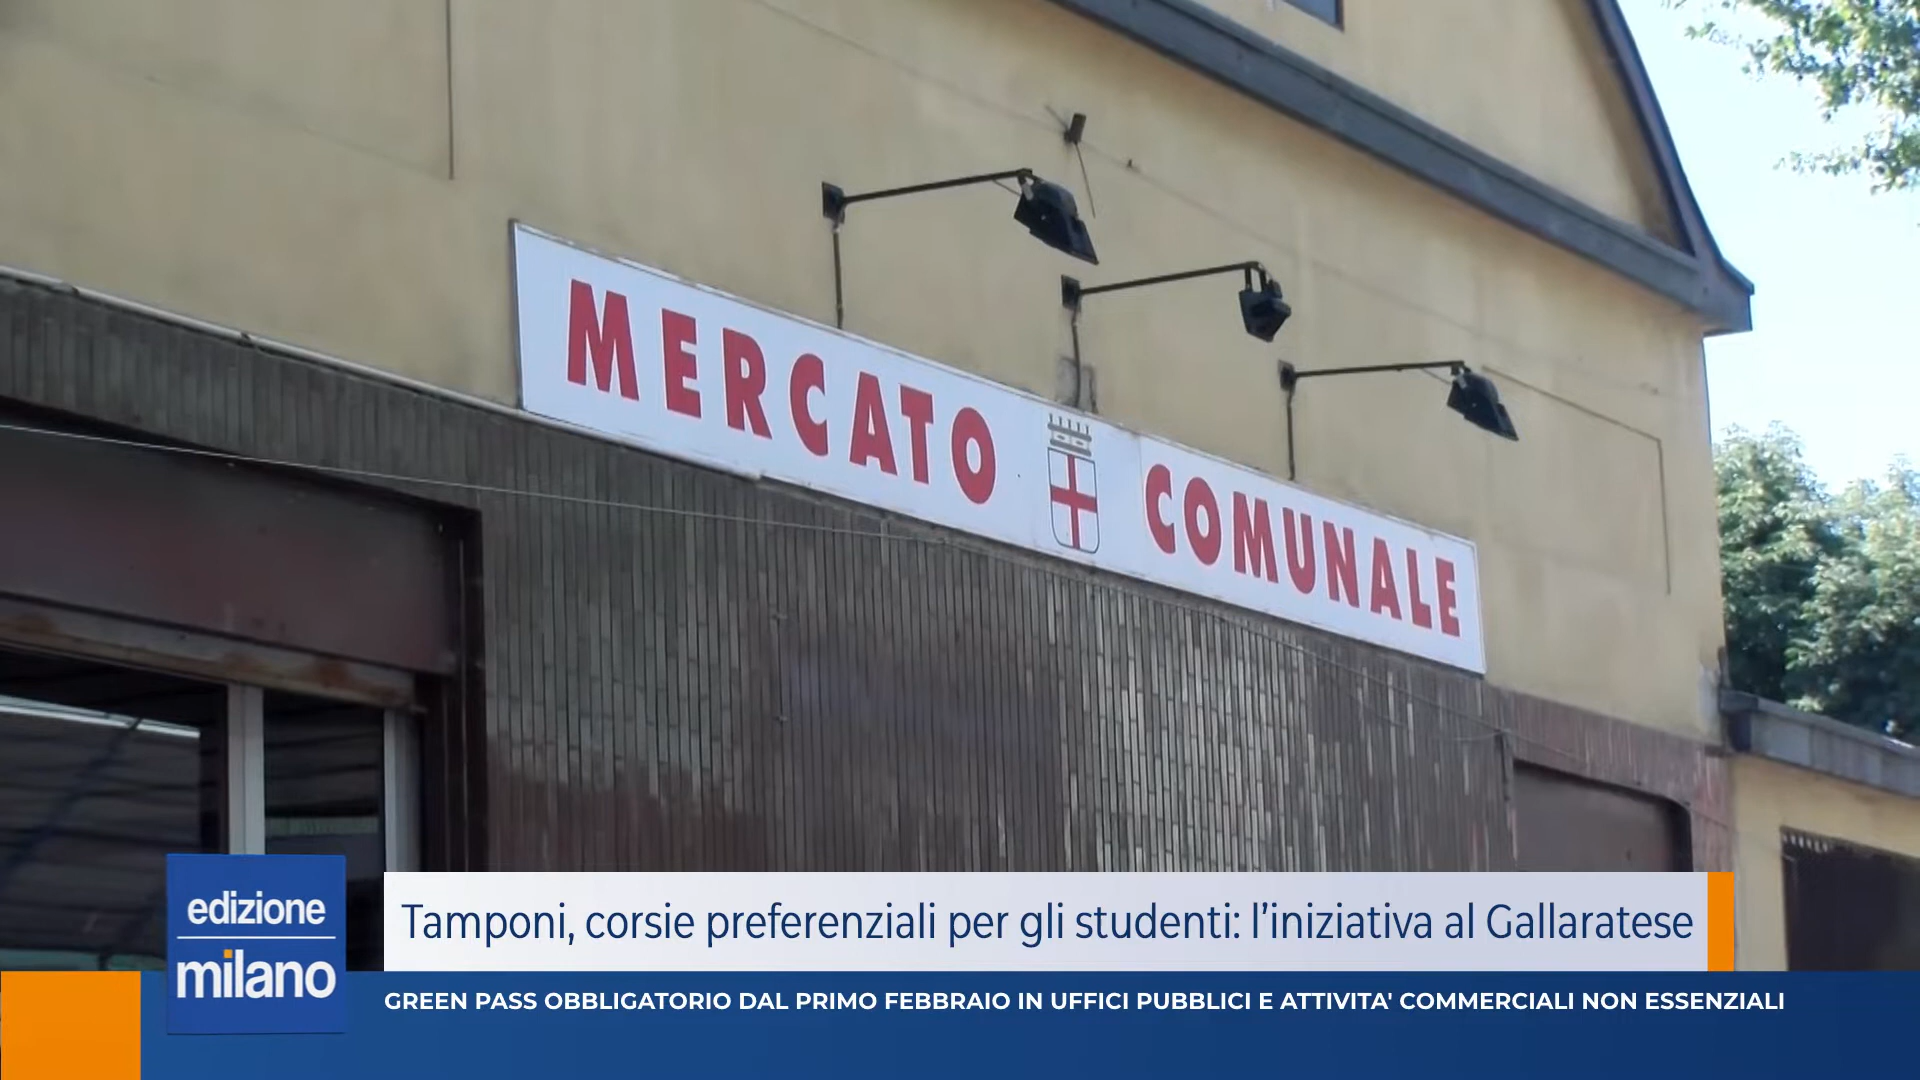 MERCATO COMUNALE
edizione
milano
Tamponi, corsie preferenziali per gli studenti: l’iniziativa al Gallaratese
GREEN PASS OBBLIGATORIO DAL PRIMO FEBBRAIO IN UFFICI PUBBLICI E ATTIVITA' COMMERCIALI NON ESSENZIALI